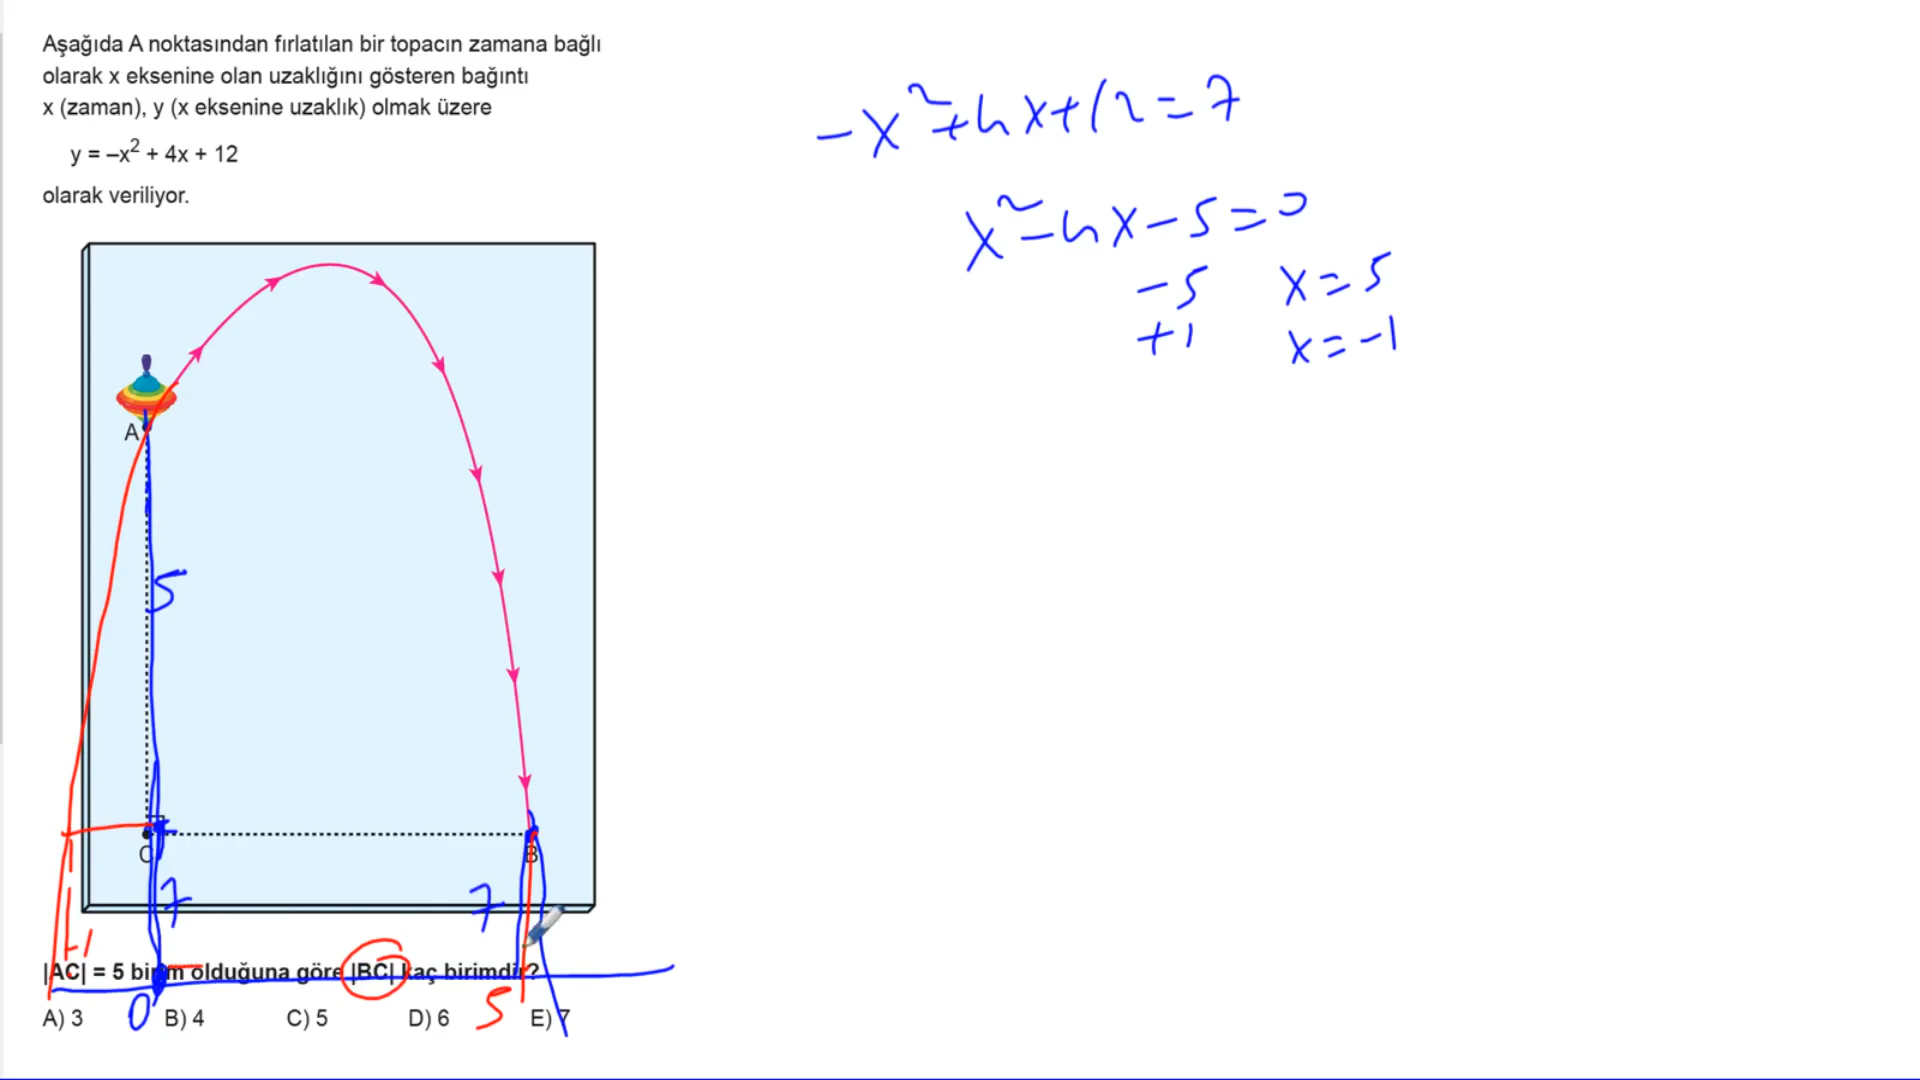 Aşağıda A noktasından fırlatılan bir topacın zamana bağlı
olarak x eksenine olan uzaklığını gösteren bağıntı
x (zaman), y (x eksenine uzaklık) olmak üzere
y = –x² + 4x + 12
olarak veriliyor.
-x²+4x+12=7
x²-4x-5=0
-5 x=5
+1 x=-1
A
5
C
B
7
7
-1
|AC| = 5 birim olduğuna göre |BC| kaç birimdir?
0
5
A) 3 B) 4 C) 5 D) 6 E) 7